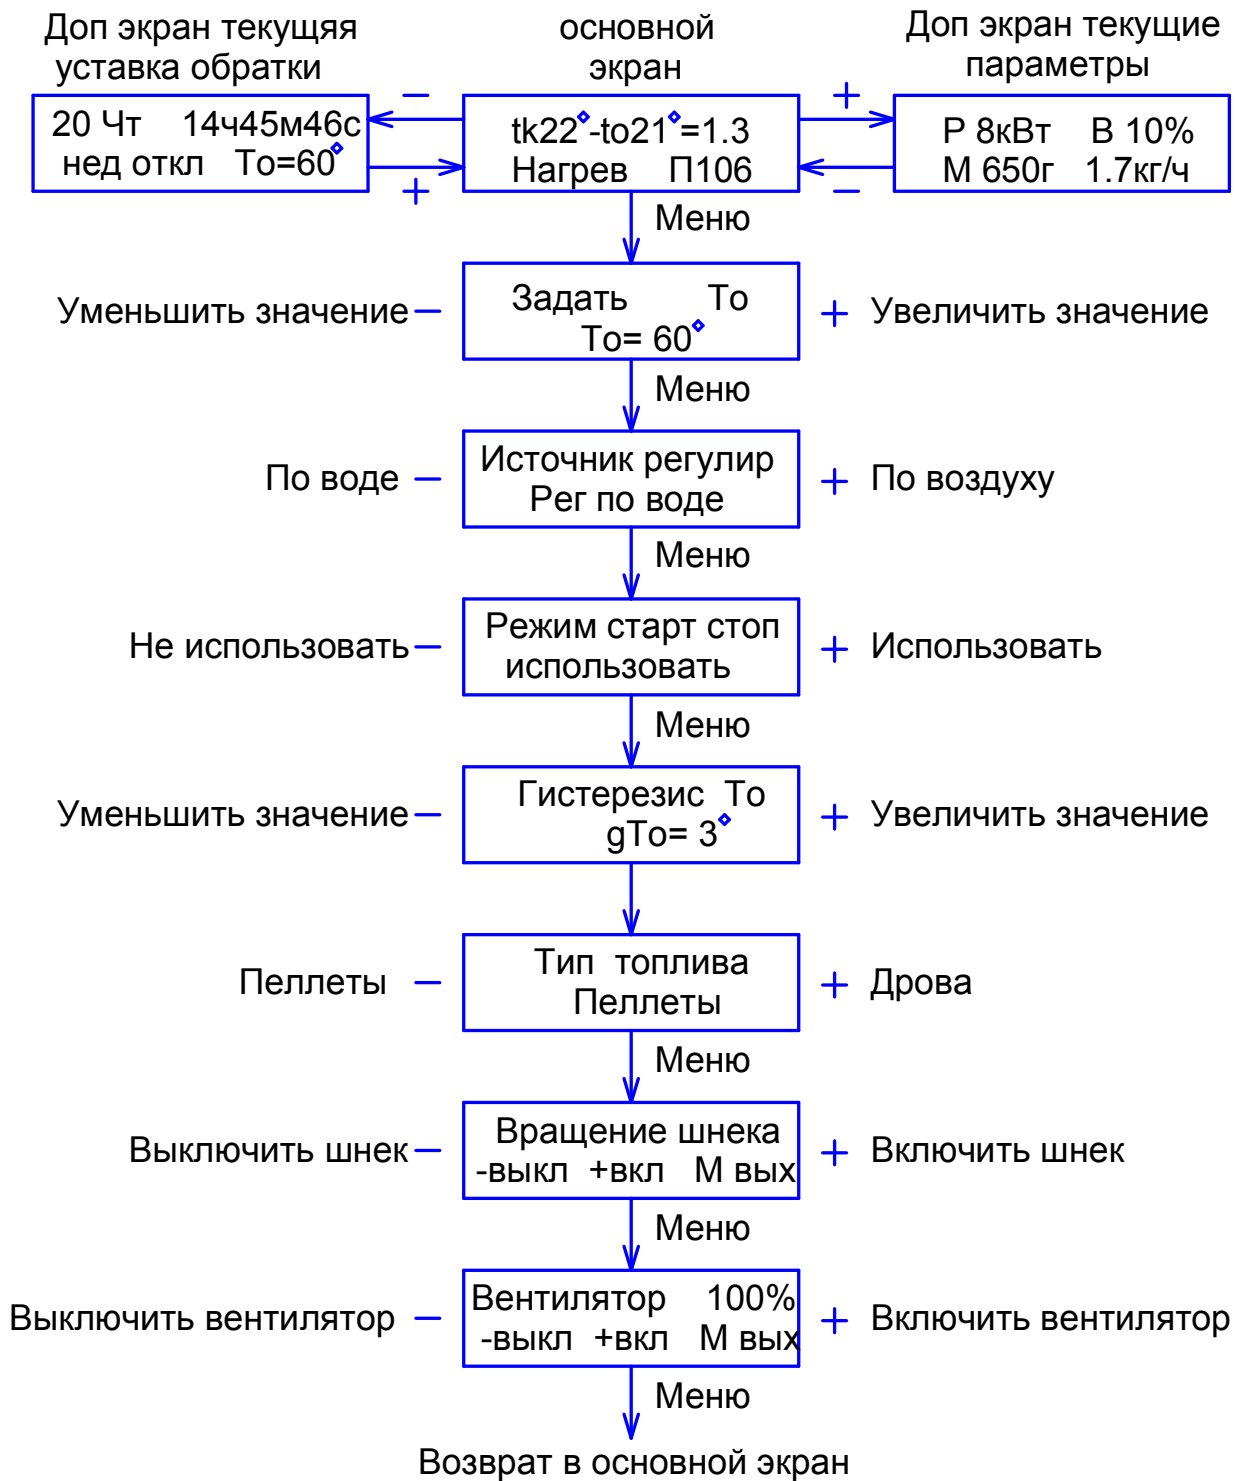 Доп экран текущяя
уставка обратки
основной
экран
Доп экран текущие
параметры
20 Чт 14ч45м46с
нед откл То=60°
−
+
tk22°-to21°=1.3
Нагрев П106
+
−
Р 8кВт В 10%
М 650г 1.7кг/ч
Меню
Уменьшить значение −
Задать То
То= 60°
+ Увеличить значение
Меню
По воде −
Источник регулир
Рег по воде
+ По воздуху
Меню
Не использовать −
Режим старт стоп
использовать
+ Использовать
Меню
Уменьшить значение −
Гистерезис То
gТо= 3°
+ Увеличить значение
Пеллеты −
Тип топлива
Пеллеты
+ Дрова
Меню
Выключить шнек −
Вращение шнека
-выкл +вкл М вых
+ Включить шнек
Меню
Выключить вентилятор −
Вентилятор 100%
-выкл +вкл М вых
+ Включить вентилятор
Меню
Возврат в основной экран